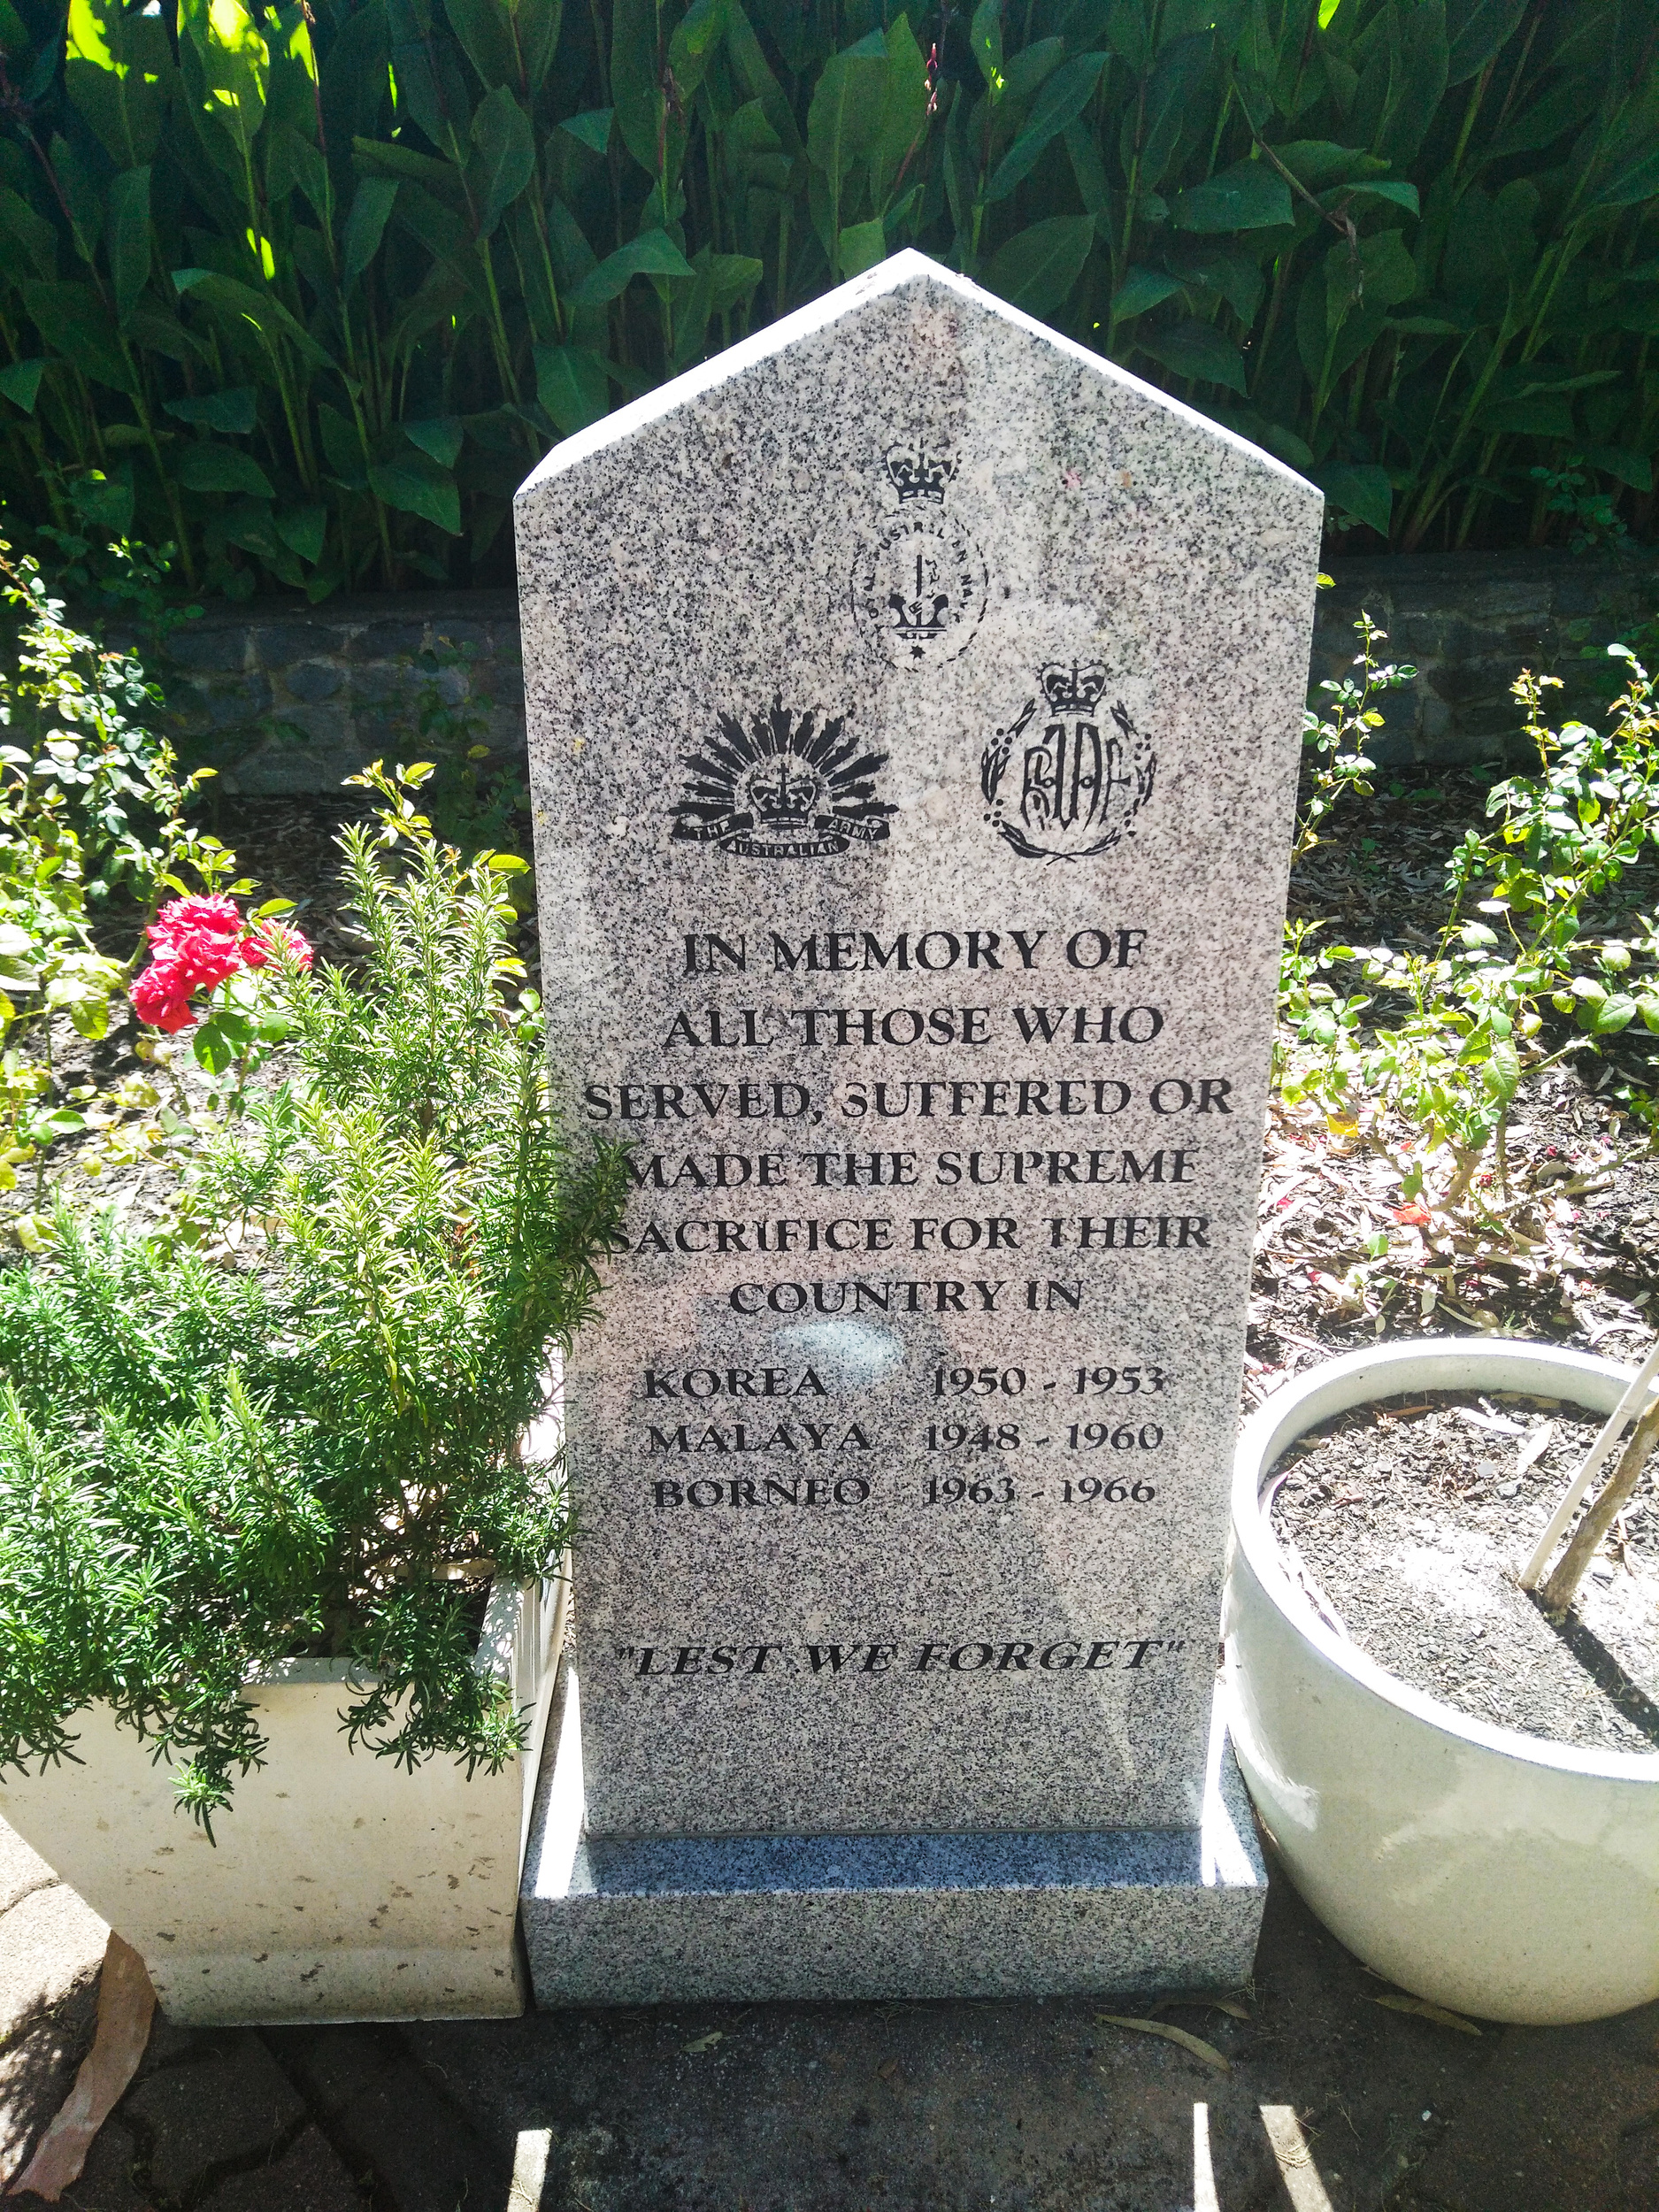 ROYAL AUSTRALIAN NAVY
THE ARMY
AUSTRALIAN
RAAF
IN MEMORY OF
ALL THOSE WHO
SERVED, SUFFERED OR
MADE THE SUPREME
SACRIFICE FOR THEIR
COUNTRY IN
KOREA 1950 - 1953
MALAYA 1948 - 1960
BORNEO 1963 - 1966
"LEST WE FORGET"